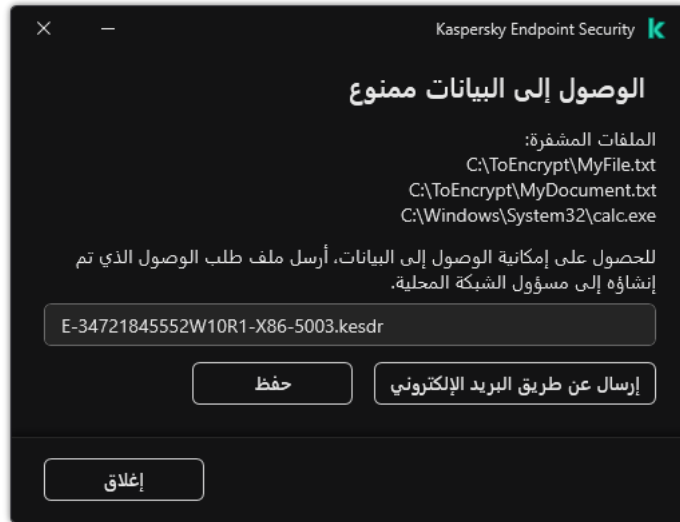 Kaspersky Endpoint Security
الوصول إلى البيانات ممنوع
الملفات المشفرة:
C:\ToEncrypt\MyFile.txt
C:\ToEncrypt\MyDocument.txt
C:\Windows\System32\calc.exe
للحصول على إمكانية الوصول إلى البيانات، أرسل ملف طلب الوصول الذي تم
إنشاؤه إلى مسؤول الشبكة المحلية.
E-34721845552W10R1-X86-5003.kesdr
إرسال عن طريق البريد الإلكتروني
حفظ
إغلاق